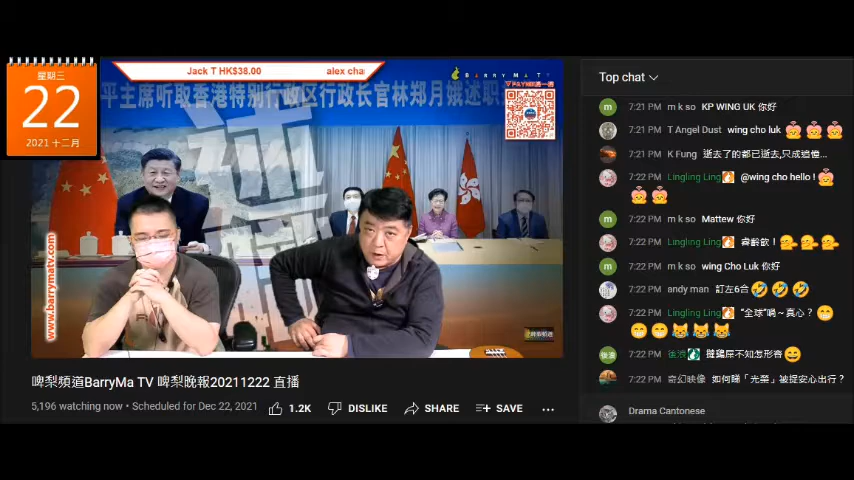 星期三
22
2021 十二月
Jack T HK$38.00
alex cha
BARRYMATV
平主席听取香港特别行政区行政长官林郑月娥述职
www.barrymatv.com
啤梨頻道BarryMa TV 啤梨晚報20211222 直播
5,196 watching now • Scheduled for Dec 22, 2021
1.2K
DISLIKE
SHARE
SAVE
Top chat
7:21 PM m k so KP WING UK 你好
7:21 PM T Angel Dust wing cho luk
7:21 PM K Fung 逝去了的都已逝去,只成追憶...
7:22 PM Lingling Ling @wing cho hello !
7:22 PM m k so Mattew 你好
7:22 PM Lingling Ling 壽齡飲！
7:22 PM m k so wing Cho Luk 你好
7:22 PM andy man 訂左6合
7:22 PM Lingling Ling “全球”喎～真心？
後浪 7:22 PM 後浪 撻雞屎不知怎形容
7:22 PM 奇幻映像 如何睇「光榮」被捉安心出行？
Drama Cantonese